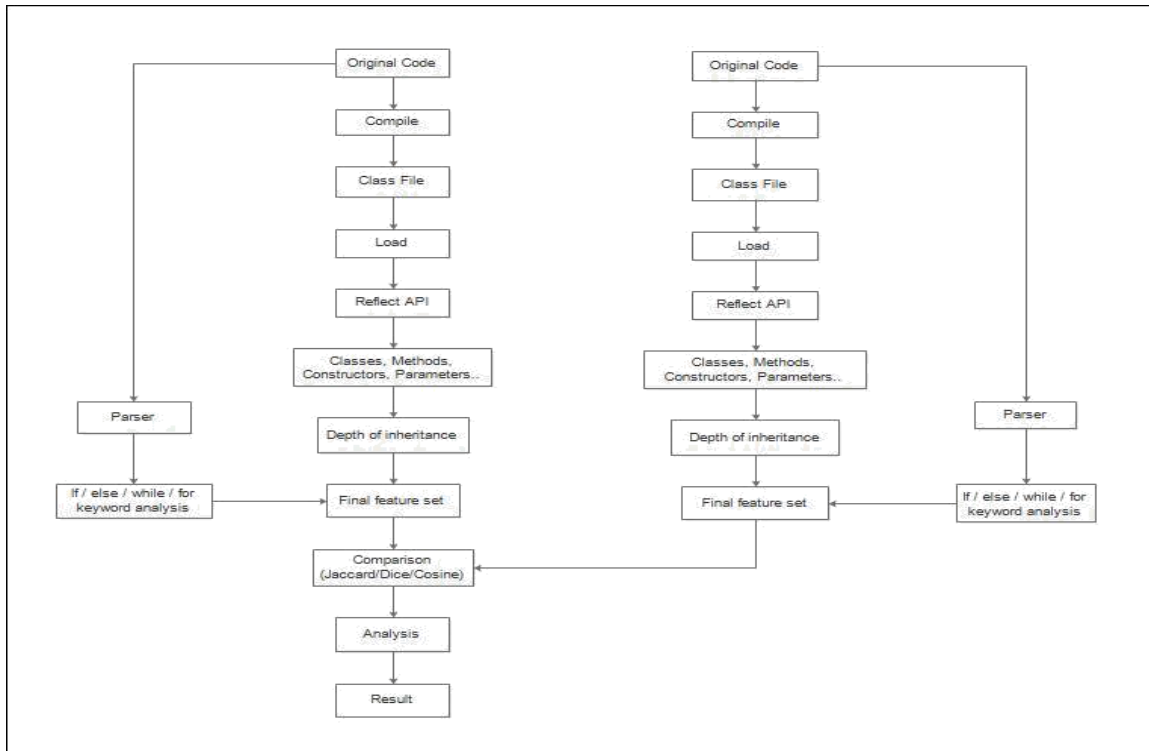 Original Code
Compile
Class File
Load
Reflect API
Classes, Methods,
Constructors, Parameters..
Parser
Depth of inheritance
If / else / while / for
keyword analysis
Final feature set
Comparison
(Jaccard/Dice/Cosine)
Analysis
Result
Original Code
Compile
Class File
Load
Reflect API
Classes, Methods,
Constructors, Parameters..
Parser
Depth of inheritance
Final feature set
If / else / while / for
keyword analysis